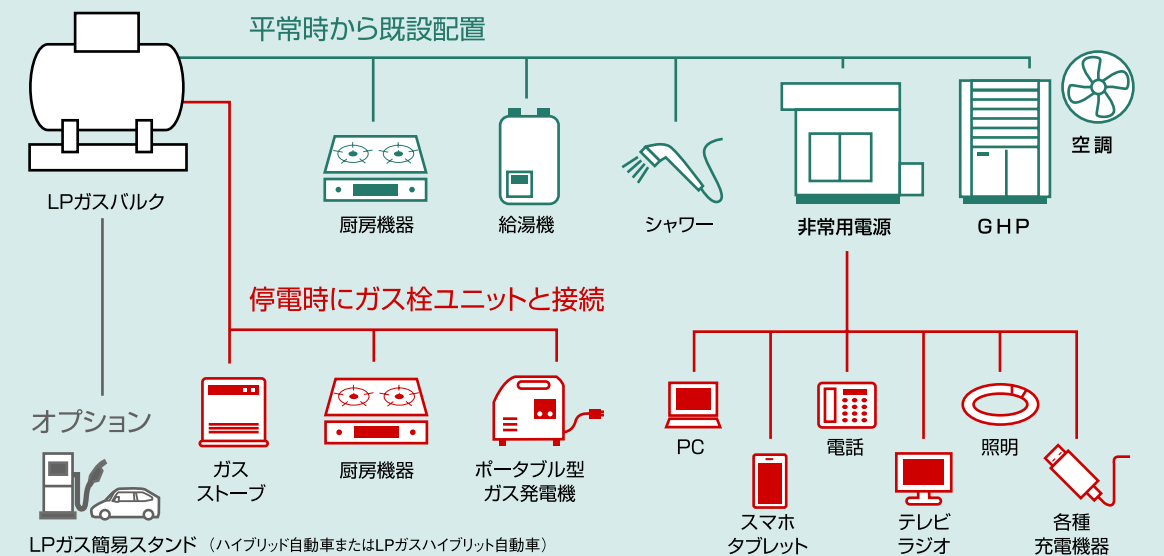 平常時から既設配置
空調
LPガスバルク
厨房機器
給湯機
シャワー
非常用電源
GHP
停電時にガス栓ユニットと接続
オプション
ガス
ストーブ
厨房機器
ポータブル型
ガス発電機
PC
スマホ
タブレット
電話
テレビ
ラジオ
照明
各種
充電機器
LPガス簡易スタンド（ハイブリッド自動車またはLPガスハイブリット自動車）